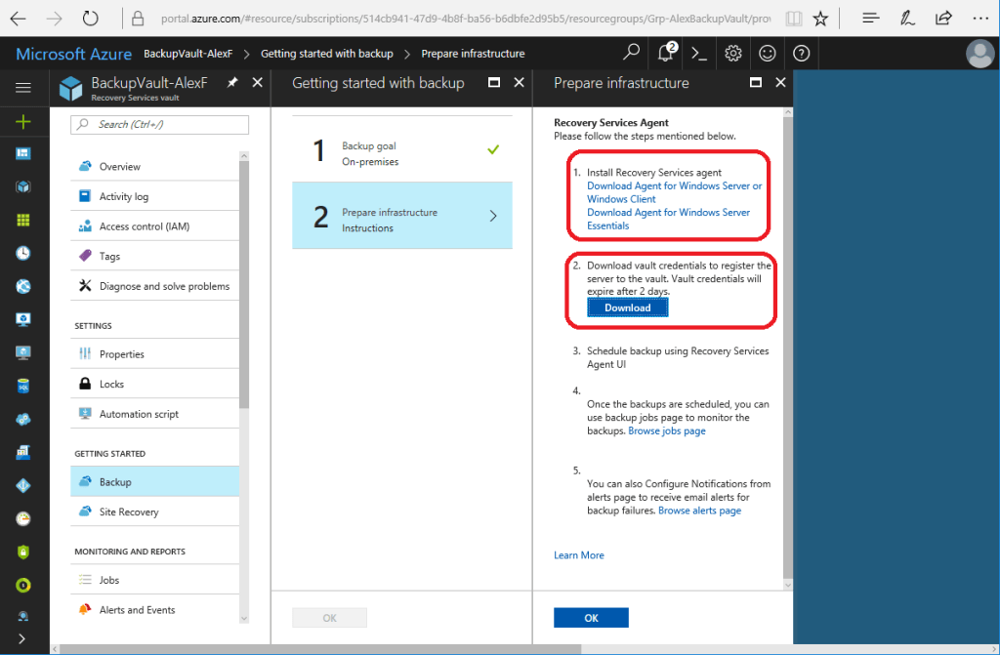 portal.azure.com/#resource/subscriptions/514cb941-47d9-4b8f-ba56-b6dbfe2d95b5/resourcegroups/Grp-AlexBackupVault/prov
Microsoft Azure BackupVault-AlexF > Getting started with backup > Prepare infrastructure
2
BackupVault-AlexF
Recovery Services vault
Search (Ctrl+/)
Overview
Activity log
Access control (IAM)
Tags
Diagnose and solve problems
SETTINGS
Properties
Locks
Automation script
GETTING STARTED
Backup
Site Recovery
MONITORING AND REPORTS
Jobs
Alerts and Events
Getting started with backup
1
Backup goal
On-premises
2
Prepare infrastructure
Instructions
OK
Prepare infrastructure
Recovery Services Agent
Please follow the steps mentioned below.
1. Install Recovery Services agent
Download Agent for Windows Server or
Windows Client
Download Agent for Windows Server
Essentials
2. Download vault credentials to register the
server to the vault. Vault credentials will
expire after 2 days.
Download
3. Schedule backup using Recovery Services
Agent UI
4.
Once the backups are scheduled, you can
use backup jobs page to monitor the
backups. Browse jobs page
5.
You can also Configure Notifications from
alerts page to receive email alerts for
backup failures. Browse alerts page
Learn More
OK